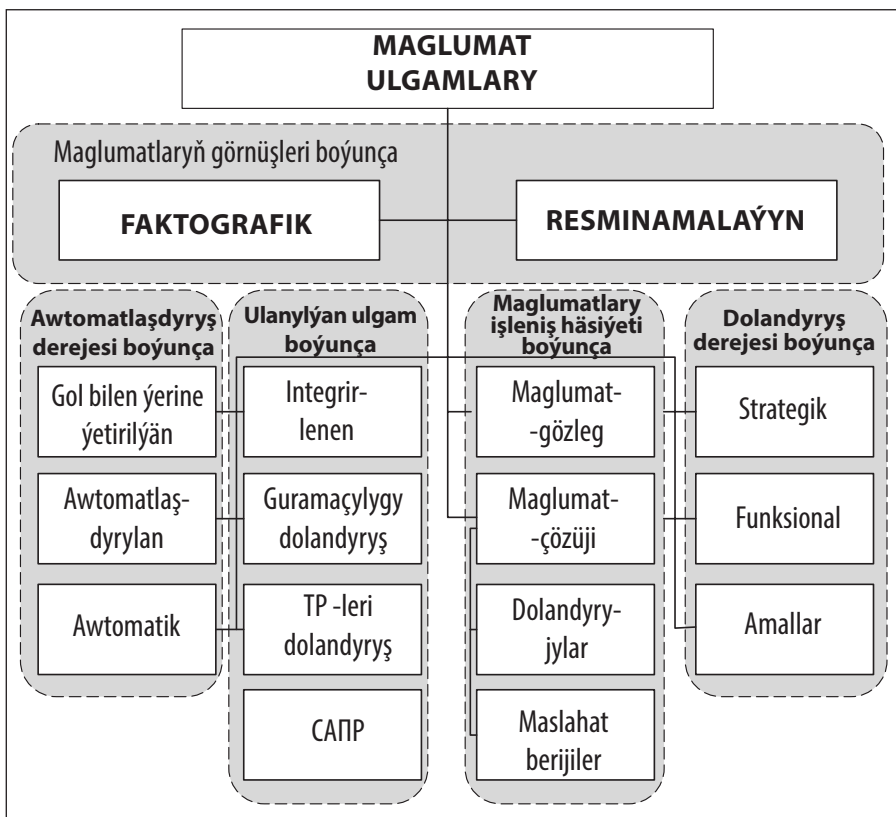 MAGLUMAT
ULGAMLARY
Maglumatlaryň görnüşleri boýunça
FAKTOGRAFIK
RESMINAMALAÝYN
Awtomatlaşdyryş
derejesi boýunça
Gol bilen ýerine
ýetirilýän
Awtomatlaş-
dyrylan
Awtomatik
Ulanylýan ulgam
boýunça
Integrir-
lenen
Guramaçylygy
dolandyryş
TP -leri
dolandyryş
САПР
Maglumatlary
işleniş häsiýeti
boýunça
Maglumat-
-gözleg
Maglumat-
-çözüji
Dolandyry-
jylar
Maslahat
berijiler
Dolandyryş
derejesi boýunça
Strategik
Funksional
Amallar